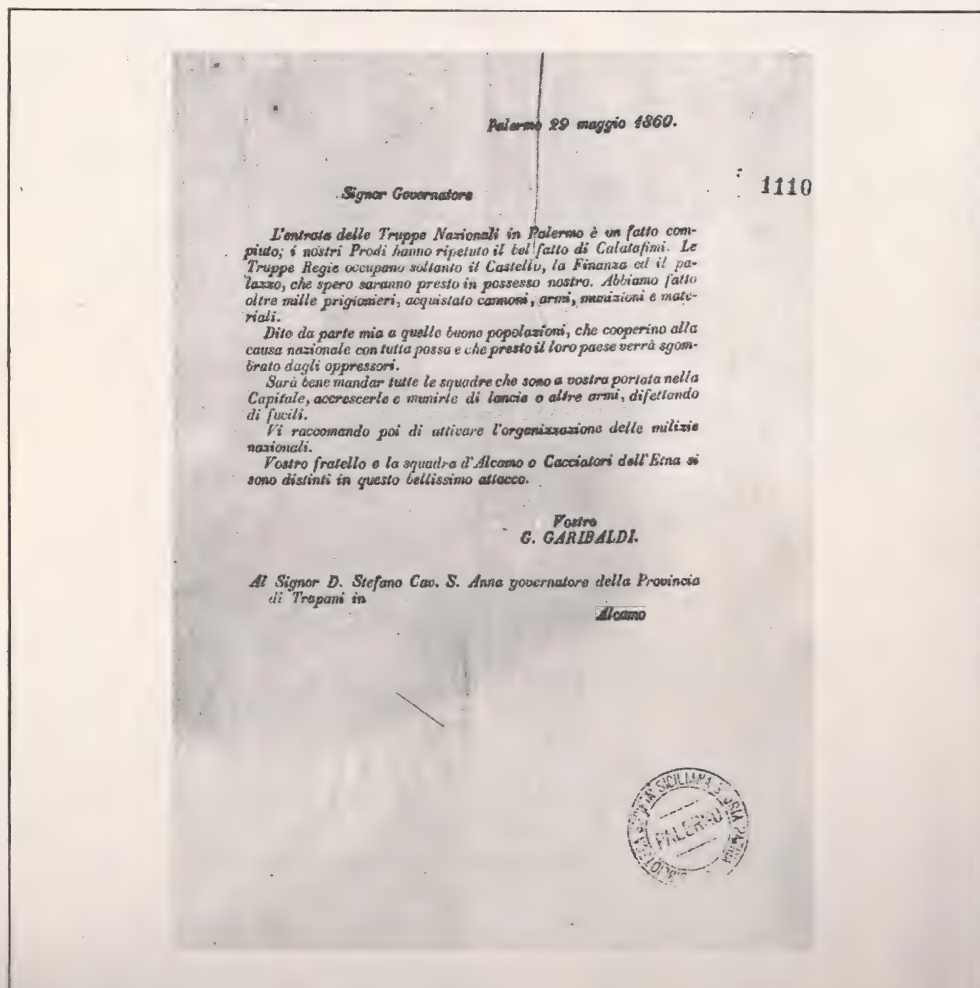 Palermo 29 maggio 1860.
1110
Signor Governatore
L'entrata delle Truppe Nazionali in Palermo è un fatto com-
piuto; i nostri Prodi hanno ripetuto il bel fatto di Calatafimi. Le
Truppe Regie occupano soltanto il Castello, la Finanza ed il pa-
lazzo, che spero saranno presto in possesso nostro. Abbiamo fatto
oltre mille prigionieri, acquistato cannoni, armi, munizioni e mate-
riali.
Dite da parte mia a quelle buone popolazioni, che cooperino alla
causa nazionale con tutta possa e che presto il loro paese verrà sgom-
brato dagli oppressori.
Sarà bene mandar tutte le squadre che sono a vostra portata nella
Capitale, accrescerle e munirle di lancie o altre armi, difettando
di fucili.
Vi raccomando poi di attivare l'organizzazione delle milizie
nazionali.
Vostro fratello e la squadra d'Alcamo e Cacciatori dell'Etna si
sono distinti in questo bellissimo attacco.
Vostro
G. GARIBALDI.
Al Signor D. Stefano Cav. S. Anna governatore della Provincia
di Trapani in
Alcamo
SICILIANA
PATRIA
PALERMO